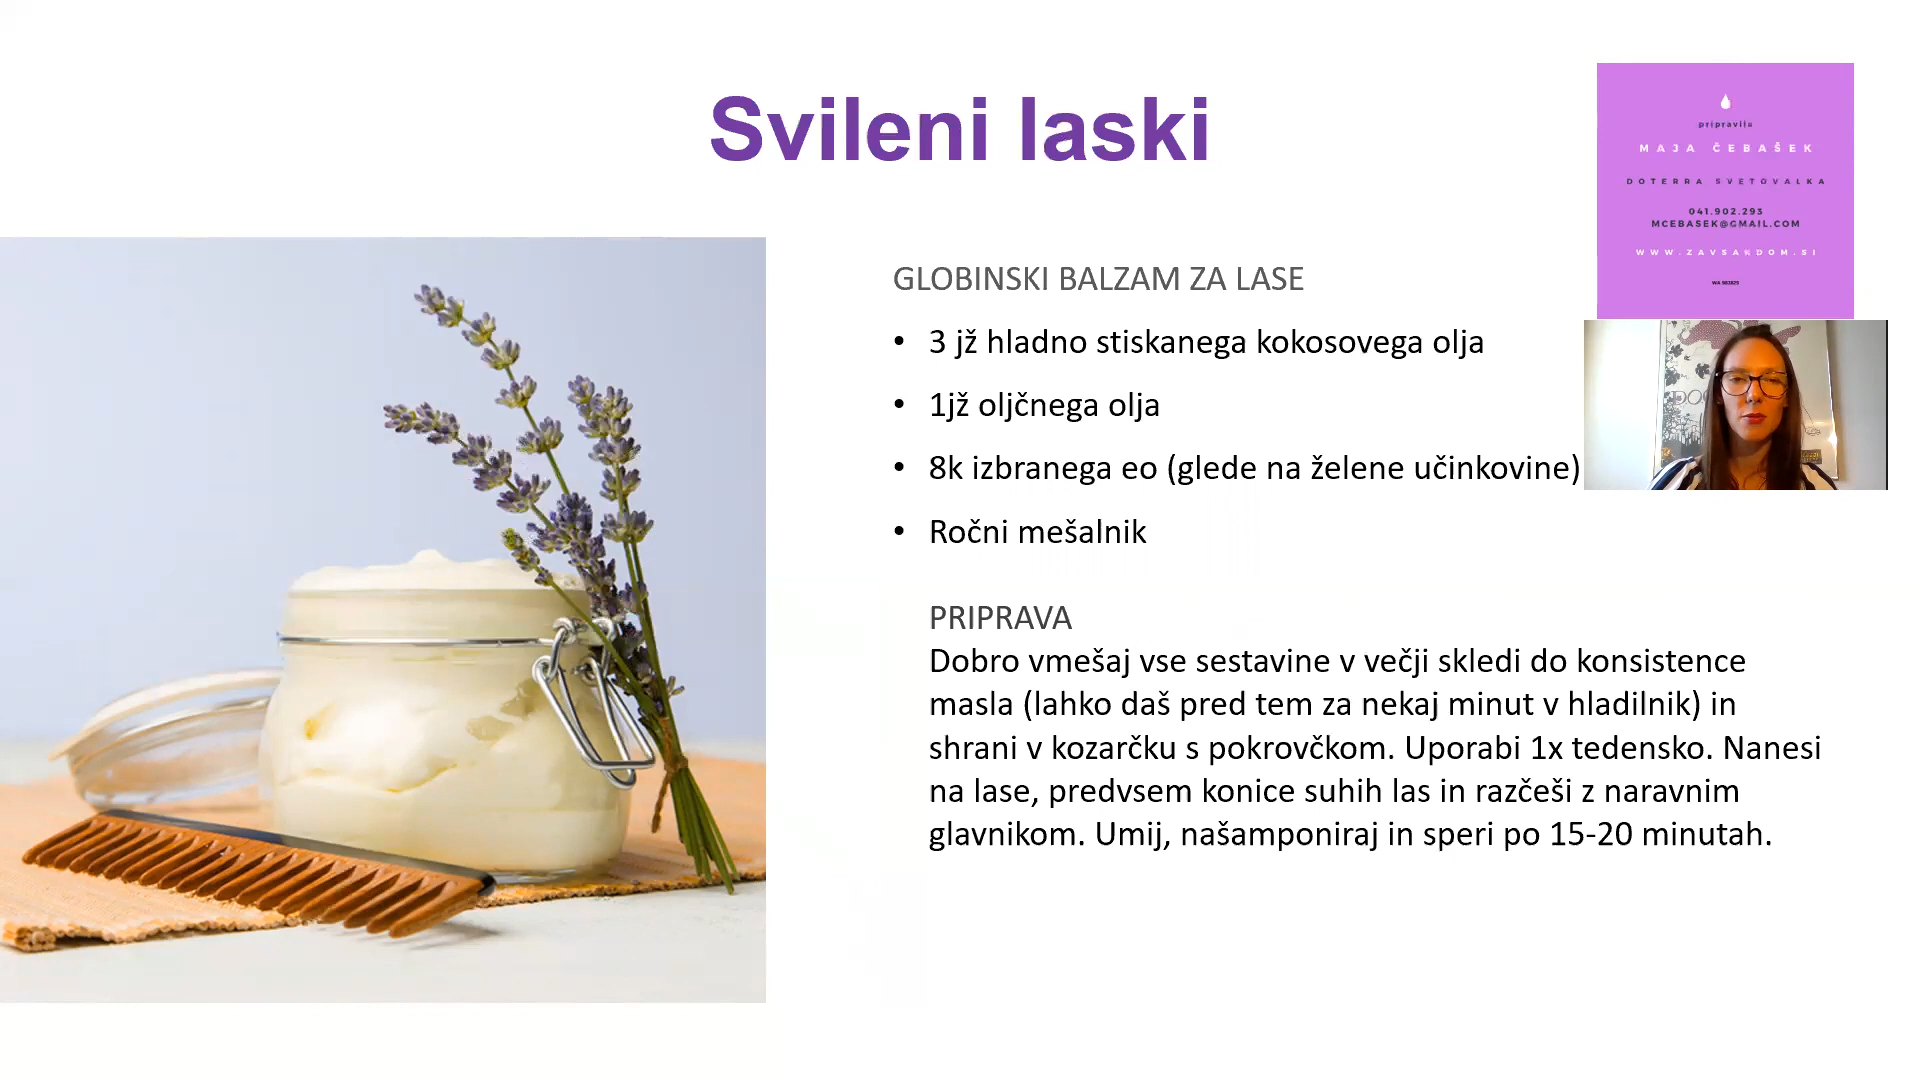 Svileni laski
pripravila
MAJA ČEBAŠEK
DOTERRA SVETOVALKA
041.902.293
MCEBASEK@GMAIL.COM
WWW.ZAVSAKDOM.SI
GLOBINSKI BALZAM ZA LASE
• 3 jž hladno stiskanega kokosovega olja
• 1jž oljčnega olja
• 8k izbranega eo (glede na želene učinkovine)
• Ročni mešalnik
PRIPRAVA
Dobro vmešaj vse sestavine v večji skledi do konsistence
masla (lahko daš pred tem za nekaj minut v hladilnik) in
shrani v kozarčku s pokrovčkom. Uporabi 1x tedensko. Nanesi
na lase, predvsem konice suhih las in razčeši z naravnim
glavnikom. Umij, našamponiraj in speri po 15-20 minutah.